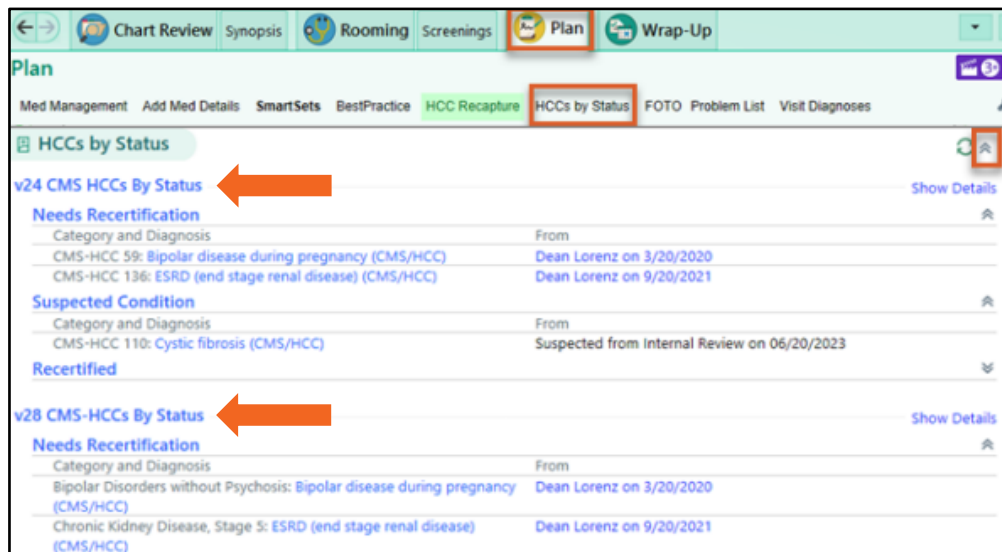 Chart Review Synopsis Rooming Screenings Plan Wrap-Up
Plan
3+
Med Management Add Med Details SmartSets BestPractice HCC Recapture HCCs by Status FOTO Problem List Visit Diagnoses
HCCs by Status
v24 CMS HCCs By Status Show Details
Needs Recertification
Category and Diagnosis From
CMS-HCC 59: Bipolar disease during pregnancy (CMS/HCC) Dean Lorenz on 3/20/2020
CMS-HCC 136: ESRD (end stage renal disease) (CMS/HCC) Dean Lorenz on 9/20/2021
Suspected Condition
Category and Diagnosis From
CMS-HCC 110: Cystic fibrosis (CMS/HCC) Suspected from Internal Review on 06/20/2023
Recertified
v28 CMS-HCCs By Status Show Details
Needs Recertification
Category and Diagnosis From
Bipolar Disorders without Psychosis: Bipolar disease during pregnancy Dean Lorenz on 3/20/2020
(CMS/HCC)
Chronic Kidney Disease, Stage 5: ESRD (end stage renal disease) Dean Lorenz on 9/20/2021
(CMS/HCC)